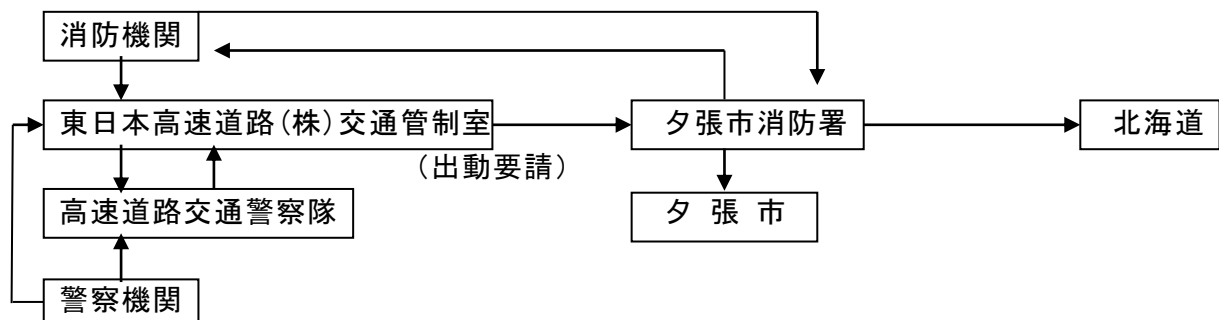 消防機関
東日本高速道路(株)交通管制室
夕張市消防署
北海道
(出動要請)
高速道路交通警察隊
夕 張 市
警察機関